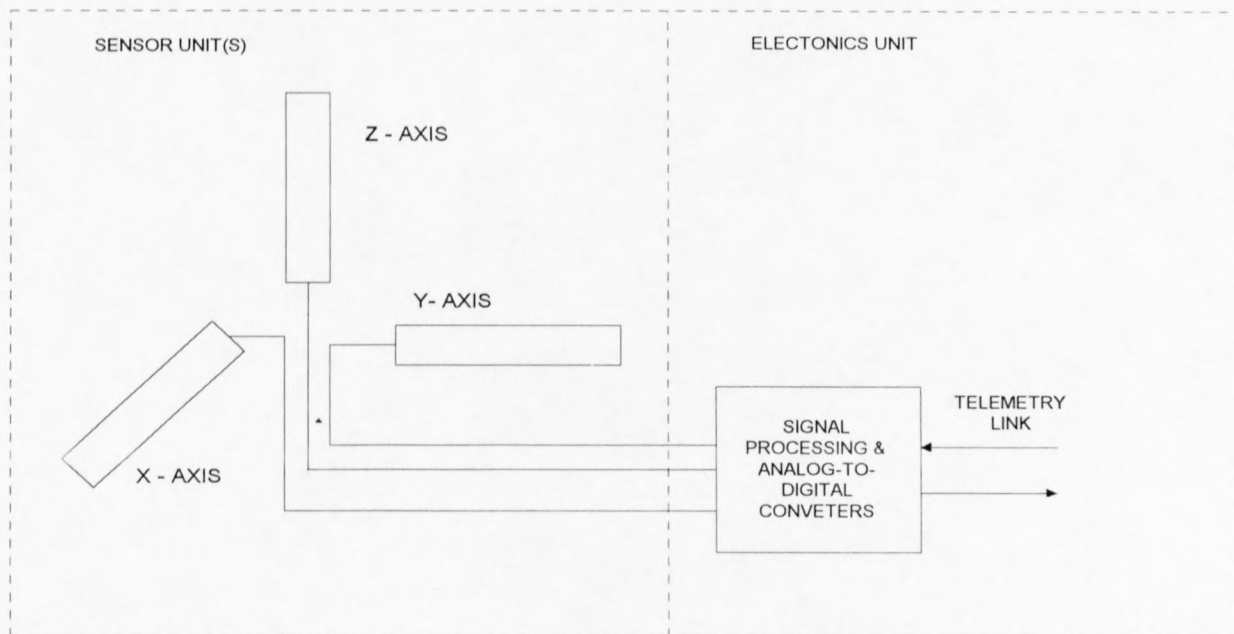 SENSOR UNIT(S)
ELECTONICS UNIT
Z - AXIS
Y- AXIS
X - AXIS
SIGNAL
PROCESSING &
ANALOG-TO-
DIGITAL
CONVETERS
TELEMETRY
LINK